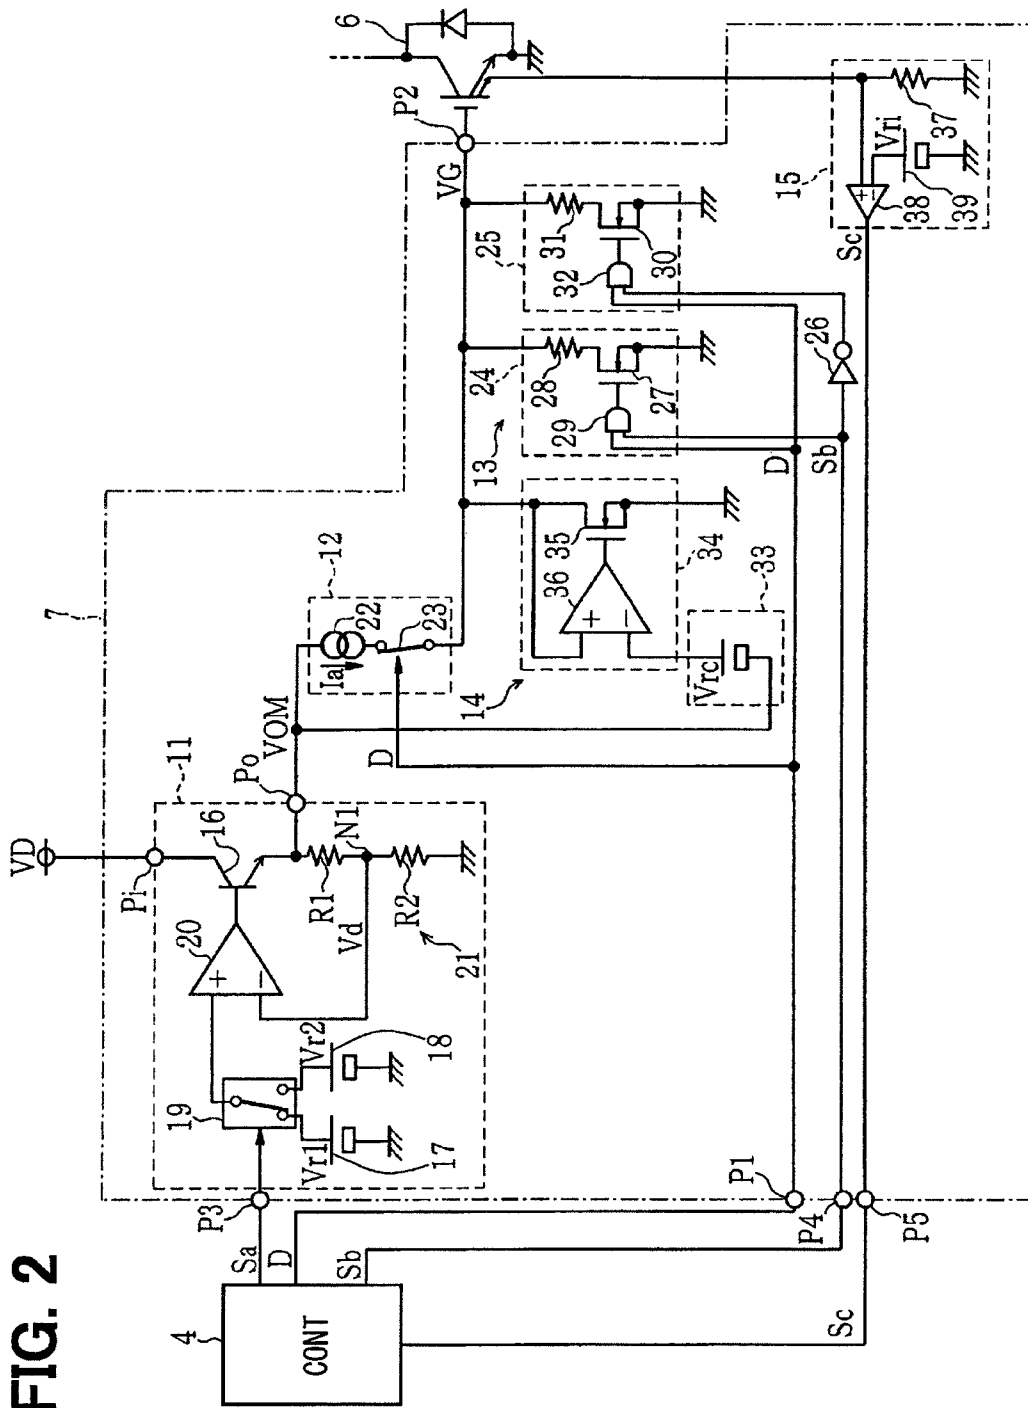 FIG. 2
4
CONT
Sa
D
Sb
Sc
P3
P1
P4
P5
7
VD
Pi
11
16
20
+
−
19
Vr1
Vr2
17
18
R1
N1
Vd
R2
21
Po
VOM
12
22
Ia
23
D
14
36
+
−
35
34
33
Vrc
13
24
28
29
27
D
Sb
25
31
32
30
26
VG
P2
6
15
Vri
37
+
−
38
39
Sc